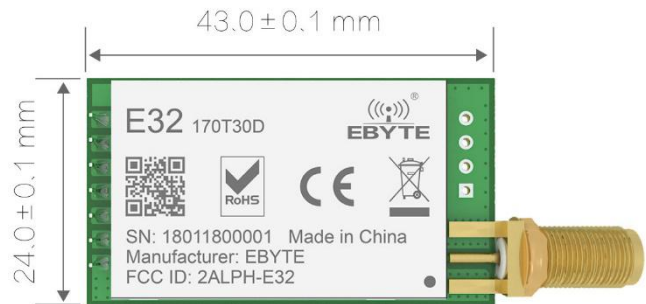 43.0±0.1 mm
24.0±0.1 mm
E32 170T30D
EBYTE ®
RoHS
CE
SN: 18011800001 Made in China
Manufacturer: EBYTE
FCC ID: 2ALPH-E32